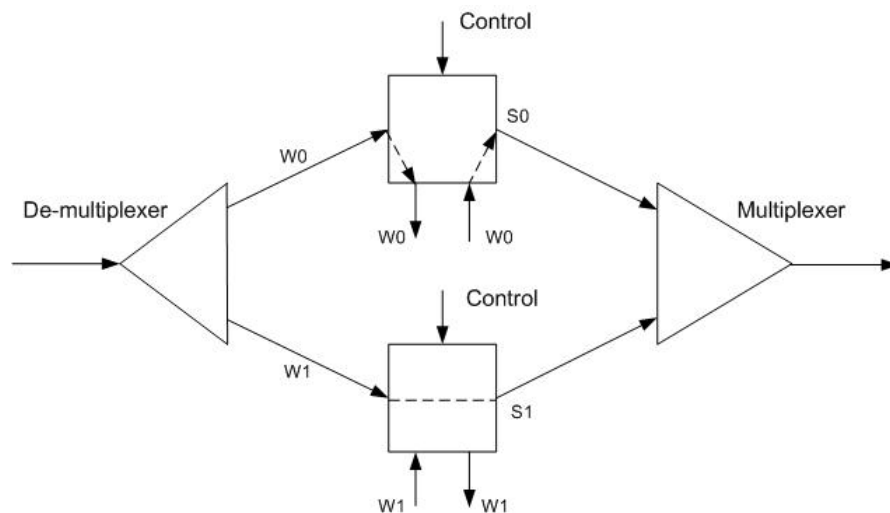 Control
S0
W0
De-multiplexer
Multiplexer
W0
W0
Control
W1
S1
W1
W1